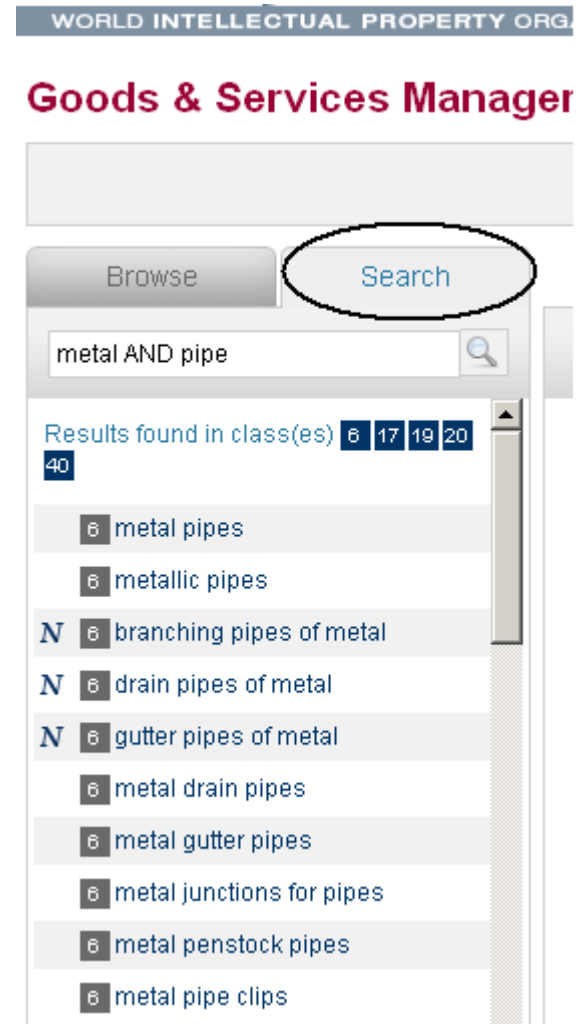 WORLD INTELLECTUAL PROPERTY
Goods & Services
Browse Search
metal AND pipe
Results found in class(es) 6 17 19 20
40
6 metal pipes
6 metallic pipes
N 6 branching pipes of metal
N 6 drain pipes of metal
N 6 gutter pipes of metal
6 metal drain pipes
6 metal gutter pipes
6 metal junctions for pipes
6 metal penstock pipes
6 metal pipe clips